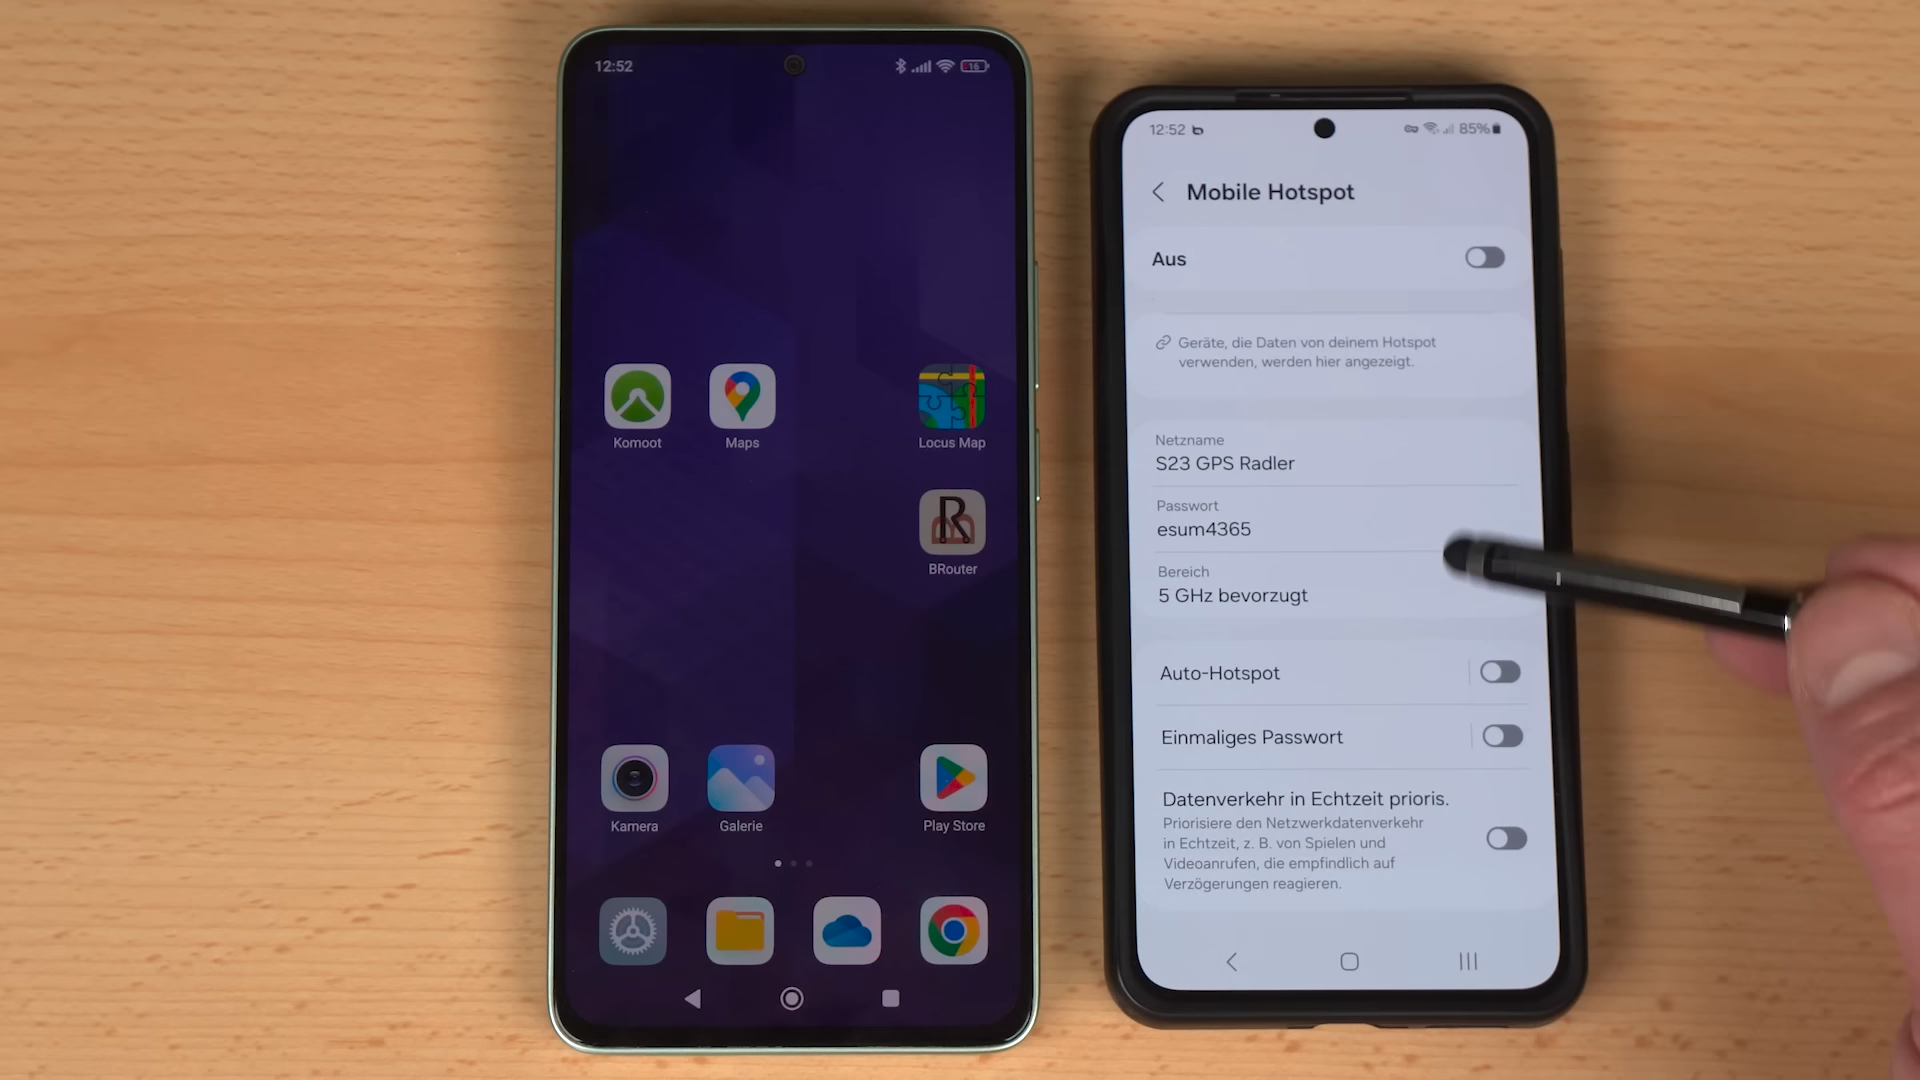 12:52
16
Komoot
Maps
Locus Map
BRouter
Kamera
Galerie
Play Store
12:52
85%
Mobile Hotspot
Aus
Geräte, die Daten von deinem Hotspot
verwenden, werden hier angezeigt.
Netzname
S23 GPS Radler
Passwort
esum4365
Bereich
5 GHz bevorzugt
Auto-Hotspot
Einmaliges Passwort
Datenverkehr in Echtzeit prioris.
Priorisiere den Netzwerkdatenverkehr
in Echtzeit, z. B. von Spielen und
Videoanrufen, die empfindlich auf
Verzögerungen reagieren.